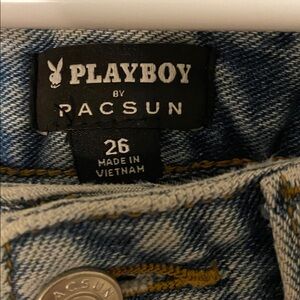 PLAYBOY
BY
PACSUN
26
MADE IN
VIETNAM
PACSUN